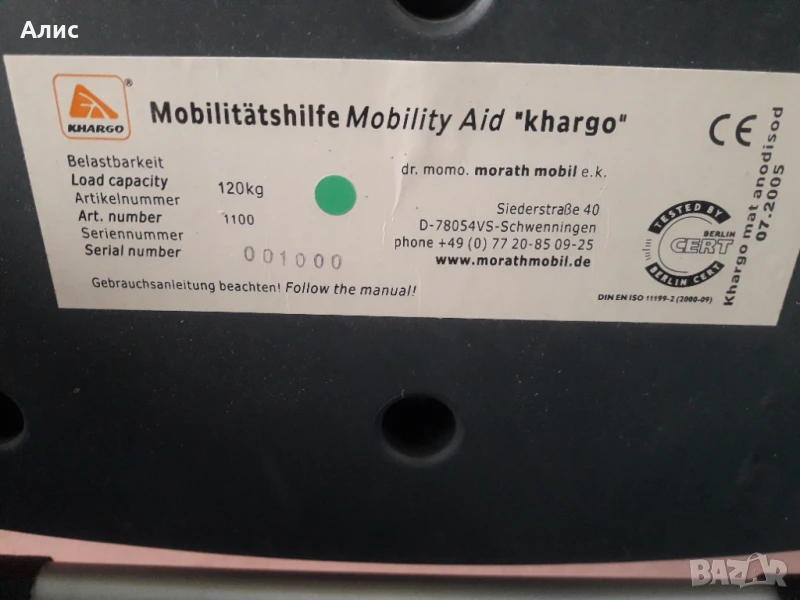 Алис
KHARGO ®
Mobilitätshilfe Mobility Aid "khargo"
CE
Belastbarkeit
Load capacity 120kg
Artikelnummer
Art. number 1100
Seriennummer
Serial number 001000
Gebrauchsanleitung beachten! Follow the manual!
dr. momo. morath mobil e.k.
Siederstraße 40
D-78054VS-Schwenningen
phone +49 (0) 77 20-85 09-25
www.morathmobil.de
TESTED BY
BERLIN
CERT
BERLIN CERT
DIN EN ISO 11199-2 (2000-09)
Khargo mat anodisod
07.2005
BAZAR